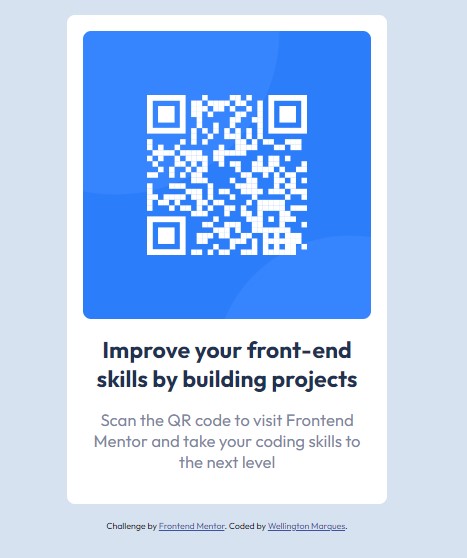 Improve your front-end
skills by building projects
Scan the QR code to visit Frontend
Mentor and take your coding skills to
the next level
Challenge by Frontend Mentor. Coded by Wellington Marques.